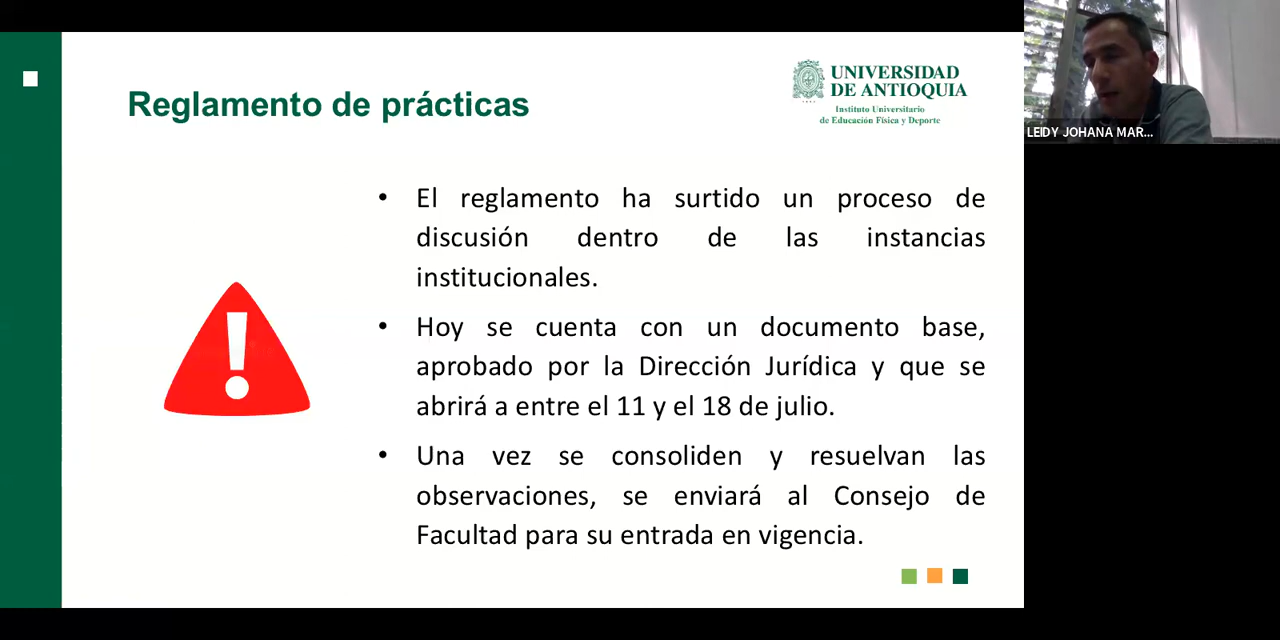 Reglamento de prácticas
UNIVERSIDAD
DE ANTIOQUIA
Instituto Universitario
de Educación Física y Deporte
LEIDY JOHANA MAR...
• El reglamento ha surtido un proceso de
discusión dentro de las instancias
institucionales.
• Hoy se cuenta con un documento base,
aprobado por la Dirección Jurídica y que se
abrirá a entre el 11 y el 18 de julio.
• Una vez se consoliden y resuelvan las
observaciones, se enviará al Consejo de
Facultad para su entrada en vigencia.